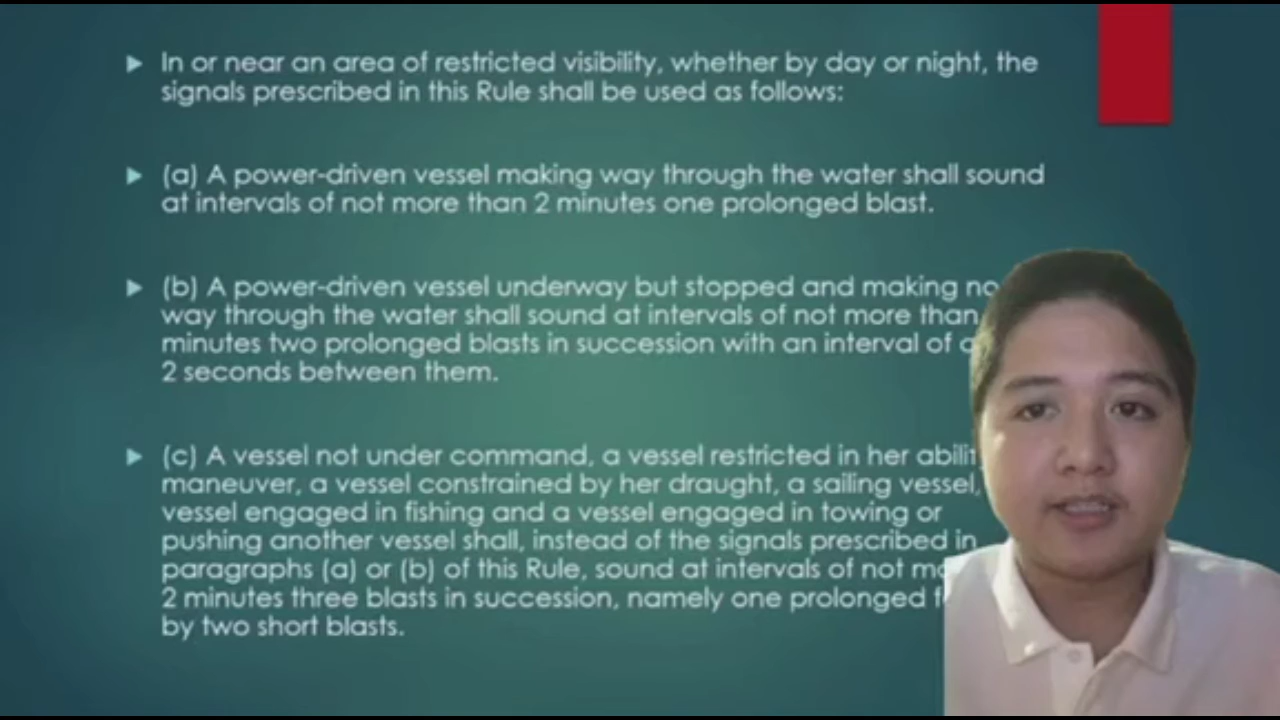 In or near an area of restricted visibility, whether by day or night, the
signals prescribed in this Rule shall be used as follows:
(a) A power-driven vessel making way through the water shall sound
at intervals of not more than 2 minutes one prolonged blast.
(b) A power-driven vessel underway but stopped and making no
way through the water shall sound at intervals of not more than
minutes two prolonged blasts in succession with an interval of
2 seconds between them.
(c) A vessel not under command, a vessel restricted in her
maneuver, a vessel constrained by her draught, a sailing vessel,
vessel engaged in fishing and a vessel engaged in towing or
pushing another vessel shall, instead of the signals prescribed in
paragraphs (a) or (b) of this Rule, sound at intervals of not
2 minutes three blasts in succession, namely one prolonged
by two short blasts.